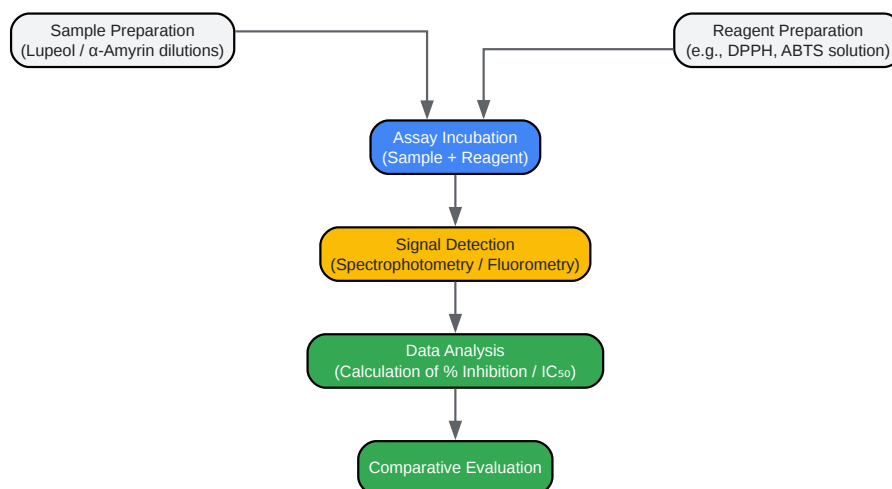 Sample Preparation
(Lupeol / α-Amyrin dilutions)
Reagent Preparation
(e.g., DPPH, ABTS solution)
Assay Incubation
(Sample + Reagent)
Signal Detection
(Spectrophotometry / Fluorometry)
Data Analysis
(Calculation of % Inhibition / IC₅₀)
Comparative Evaluation